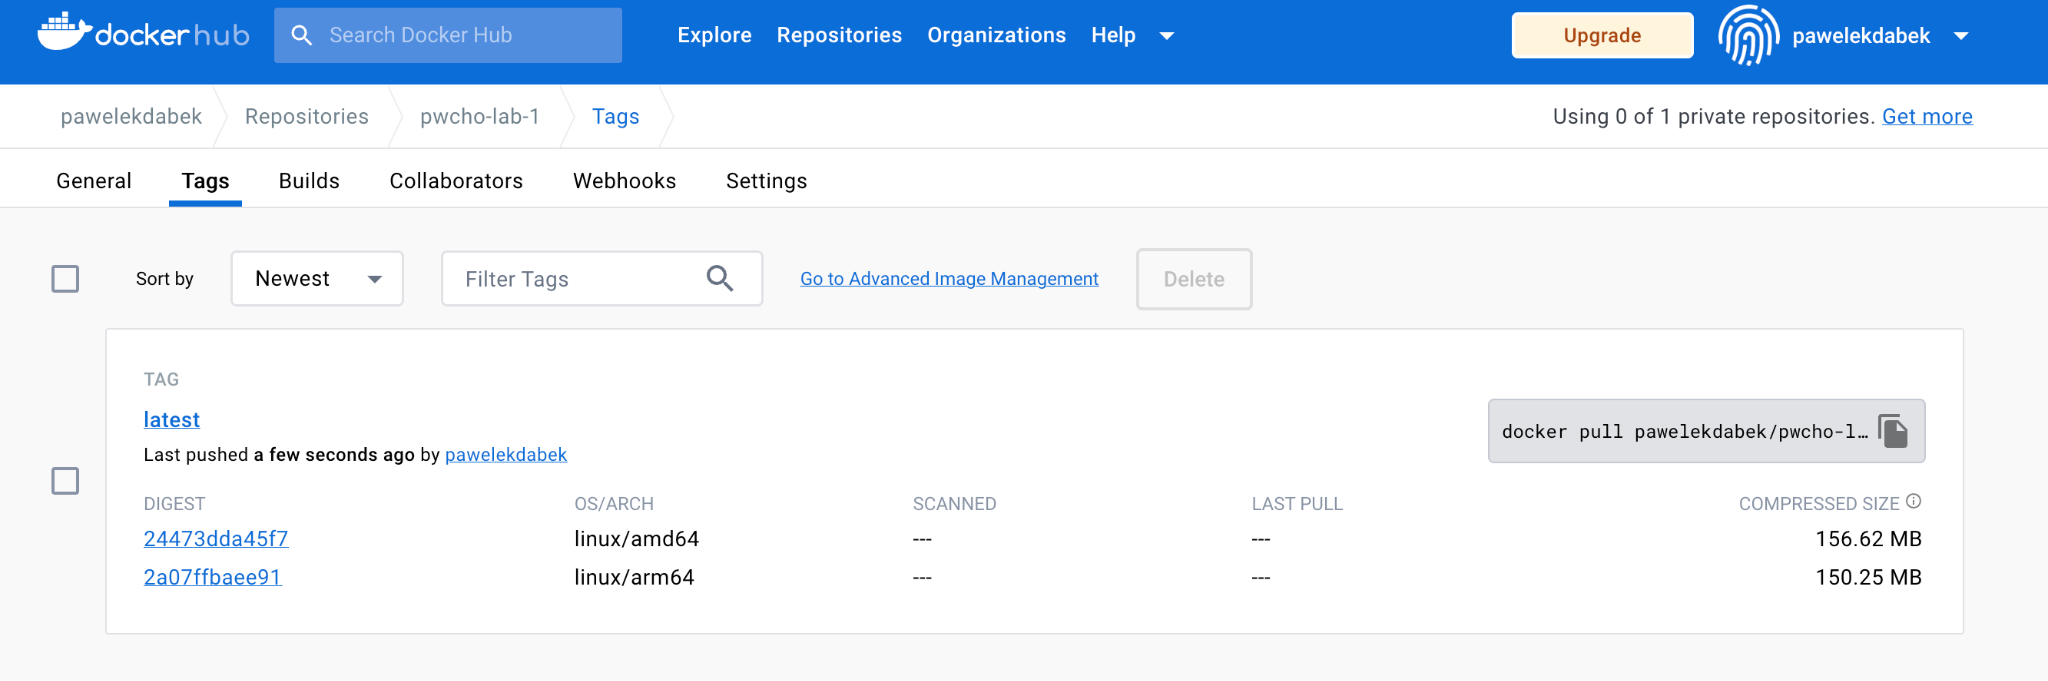 docker hub Search Docker Hub Explore Repositories Organizations Help Upgrade pawelekdabek
pawelekdabek Repositories pwcho-lab-1 Tags Using 0 of 1 private repositories. Get more
General Tags Builds Collaborators Webhooks Settings
Sort by Newest Filter Tags Go to Advanced Image Management Delete
TAG
latest
docker pull pawelekdabek/pwcho-l…
Last pushed a few seconds ago by pawelekdabek
DIGEST OS/ARCH SCANNED LAST PULL COMPRESSED SIZE
24473dda45f7 linux/amd64 --- --- 156.62 MB
2a07ffbaee91 linux/arm64 --- --- 150.25 MB